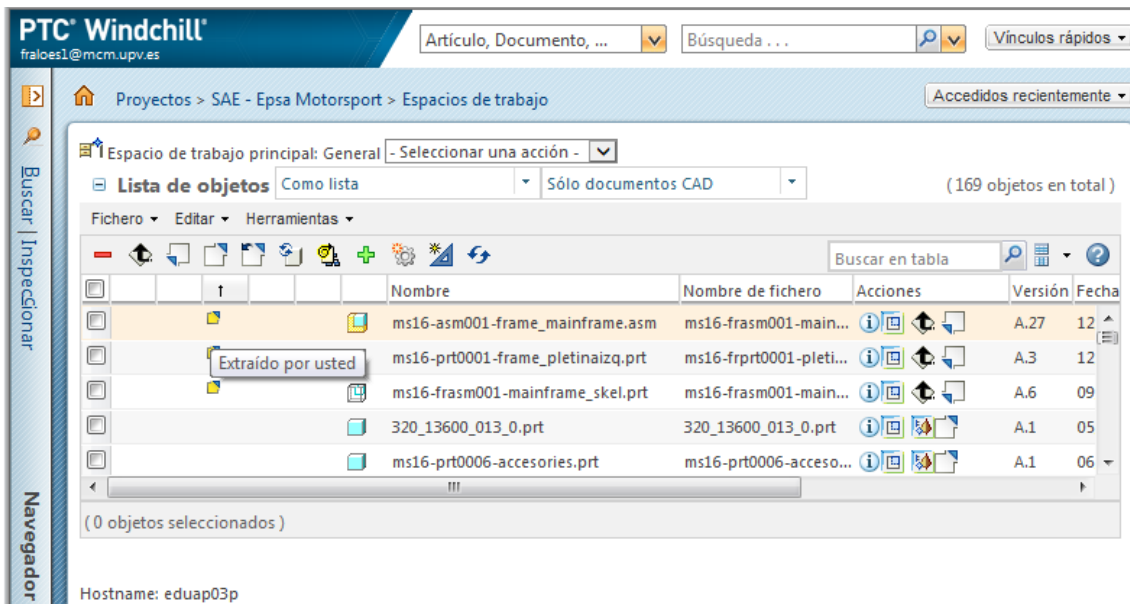 PTC® Windchill®
fraloes1@mcm.upv.es
Artículo, Documento, ...
Búsqueda . . .
Vínculos rápidos
Proyectos > SAE - Epsa Motorsport > Espacios de trabajo
Accedidos recientemente
Buscar | Inspeccionar
Navegador
Espacio de trabajo principal: General - Seleccionar una acción -
Lista de objetos Como lista Sólo documentos CAD ( 169 objetos en total )
Fichero Editar Herramientas
Buscar en tabla
Nombre Nombre de fichero Acciones Versión Fecha
ms16-asm001-frame_mainframe.asm ms16-frasm001-main... A.27 12
ms16-prt0001-frame_pletinaizq.prt ms16-frprt0001-pleti... A.3 12
Extraído por usted
ms16-frasm001-mainframe_skel.prt ms16-frasm001-main... A.6 09
320_13600_013_0.prt 320_13600_013_0.prt A.1 05
ms16-prt0006-accesories.prt ms16-prt0006-acceso... A.1 06
( 0 objetos seleccionados )
Hostname: eduap03p